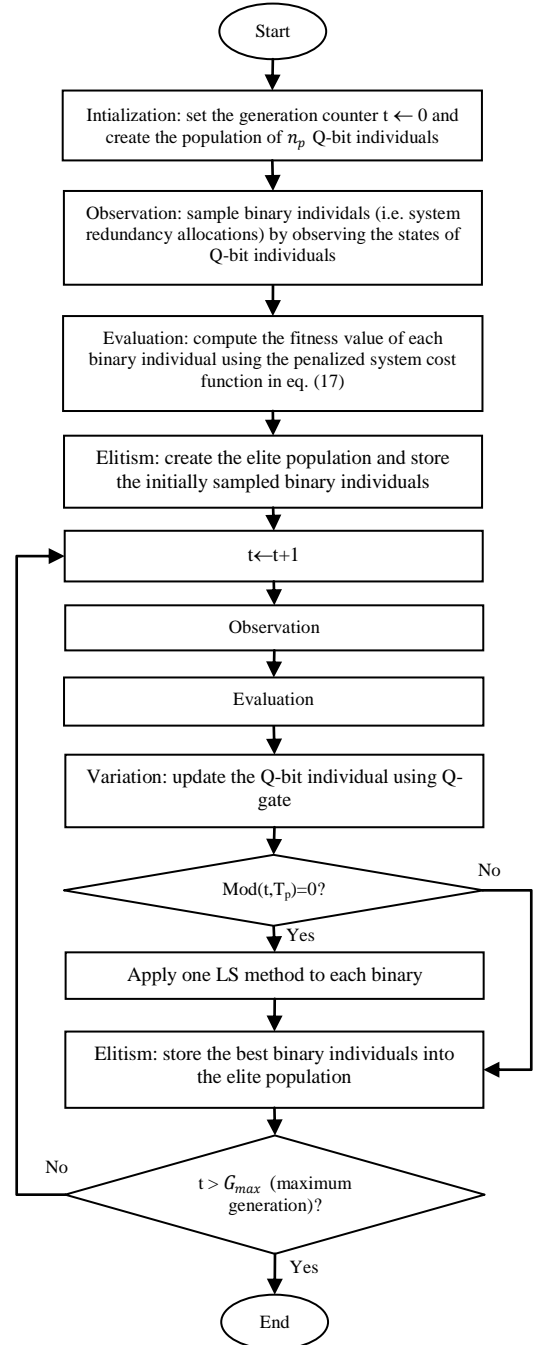 Start
Intialization: set the generation counter t ← 0 and
create the population of n_p Q-bit individuals
Observation: sample binary individals (i.e. system
redundancy allocations) by observing the states of
Q-bit individuals
Evaluation: compute the fitness value of each
binary individual using the penalized system cost
function in eq. (17)
Elitism: create the elite population and store
the initially sampled binary individuals
t←t+1
Observation
Evaluation
Variation: update the Q-bit individual using Q-
gate
Mod(t,T_p)=0?
No
Yes
Apply one LS method to each binary
Elitism: store the best binary individuals into
the elite population
No
t > G_max (maximum
generation)?
Yes
End